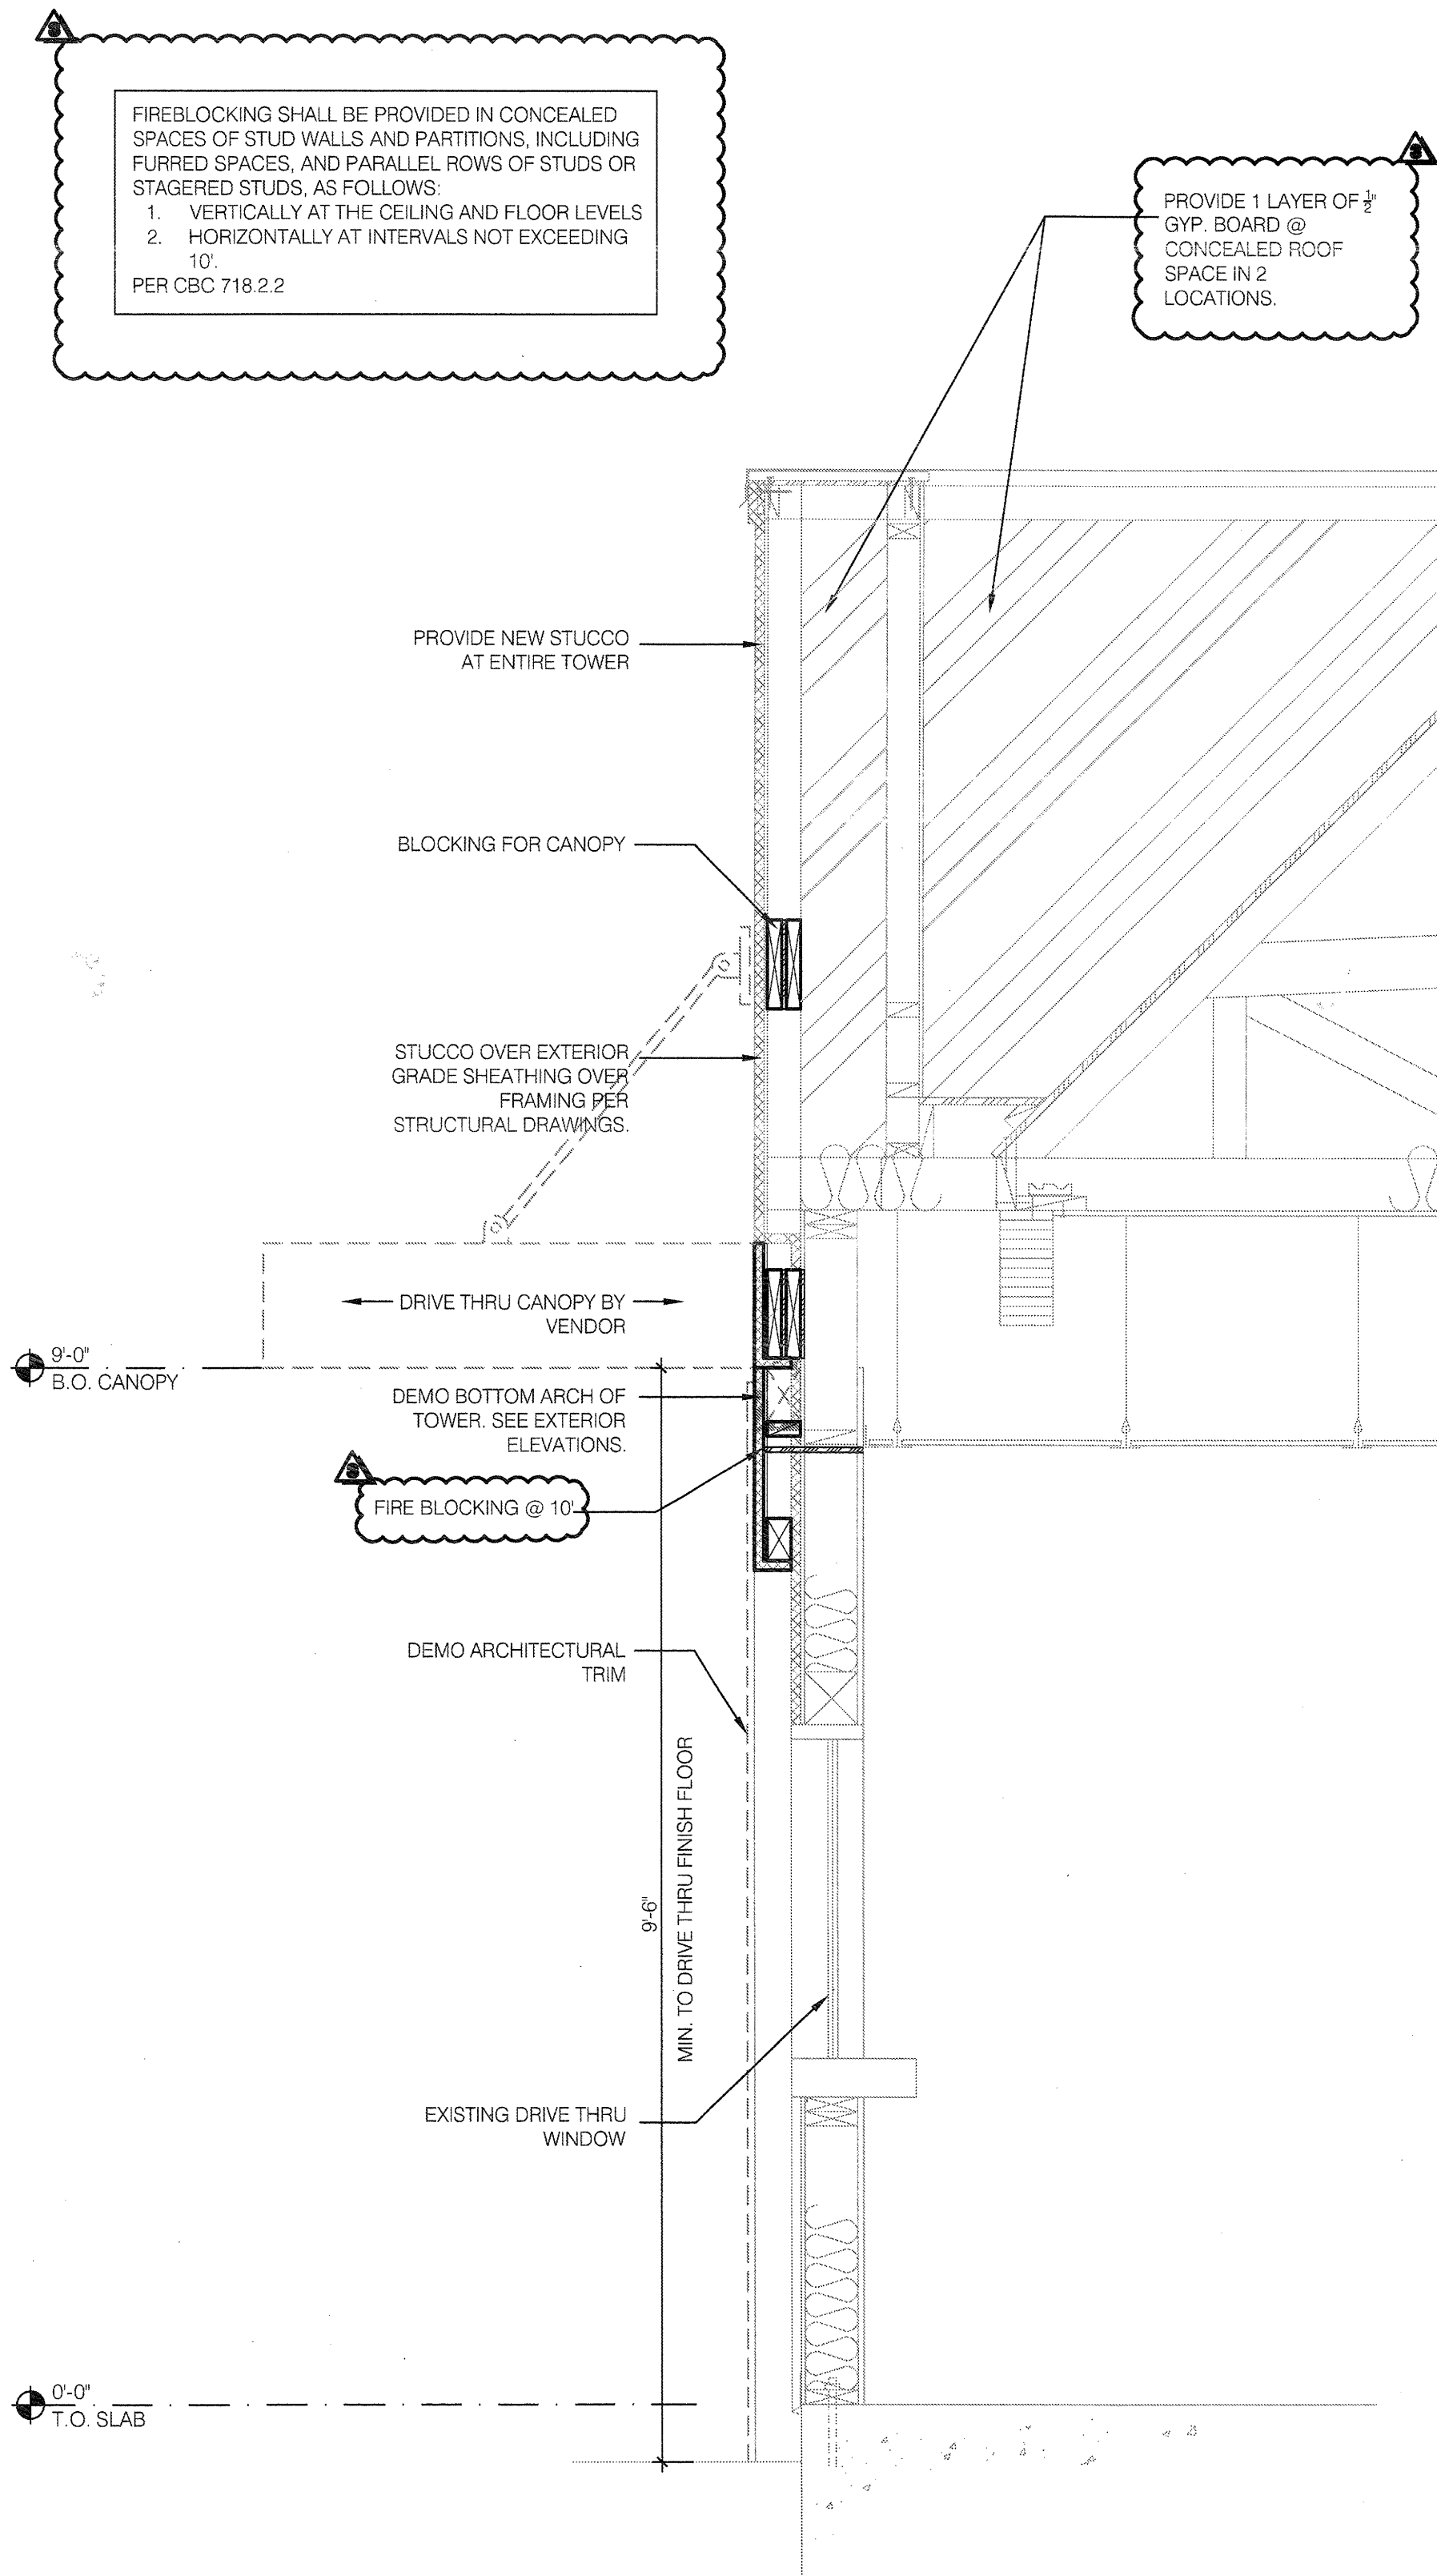 3
FIREBLOCKING SHALL BE PROVIDED IN CONCEALED
SPACES OF STUD WALLS AND PARTITIONS, INCLUDING
FURRED SPACES, AND PARALLEL ROWS OF STUDS OR
STAGERED STUDS, AS FOLLOWS:
1. VERTICALLY AT THE CEILING AND FLOOR LEVELS
2. HORIZONTALLY AT INTERVALS NOT EXCEEDING
10'.
PER CBC 718.2.2
3
PROVIDE 1 LAYER OF ½"
GYP. BOARD @
CONCEALED ROOF
SPACE IN 2
LOCATIONS.
PROVIDE NEW STUCCO
AT ENTIRE TOWER
BLOCKING FOR CANOPY
STUCCO OVER EXTERIOR
GRADE SHEATHING OVER
FRAMING PER
STRUCTURAL DRAWINGS.
DRIVE THRU CANOPY BY
VENDOR
9'-0"
B.O. CANOPY
DEMO BOTTOM ARCH OF
TOWER. SEE EXTERIOR
ELEVATIONS.
3
FIRE BLOCKING @ 10'
DEMO ARCHITECTURAL
TRIM
9'-6"
MIN. TO DRIVE THRU FINISH FLOOR
EXISTING DRIVE THRU
WINDOW
0'-0"
T.O. SLAB